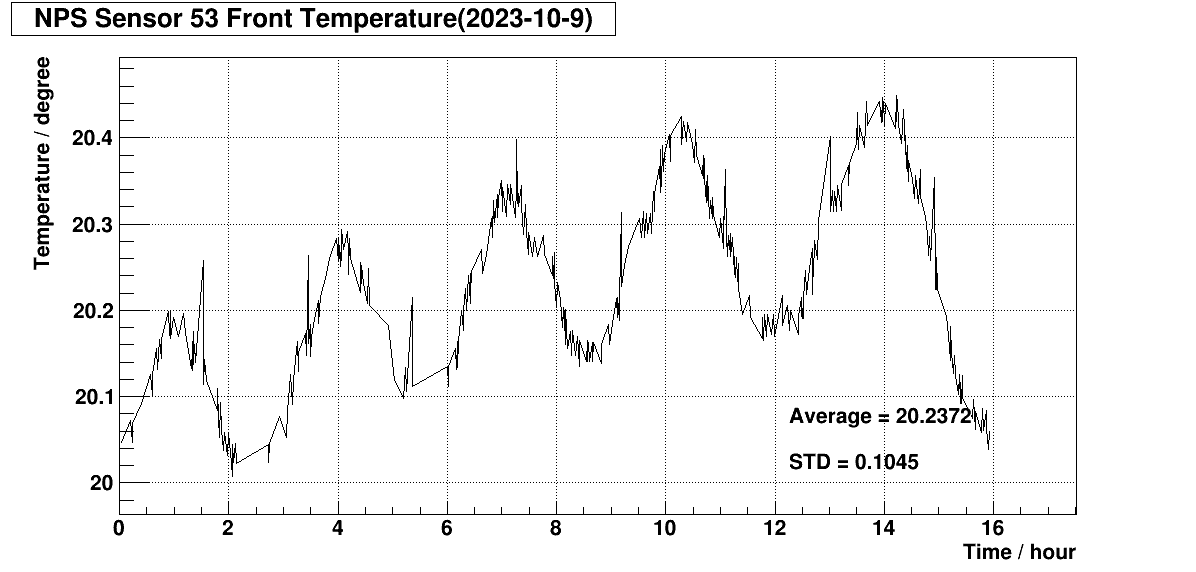 NPS Sensor 53 Front Temperature(2023-10-9)
Temperature / degree
20.4
20.3
20.2
20.1
20
Average = 20.2372
STD = 0.1045
0 2 4 6 8 10 12 14 16
Time / hour